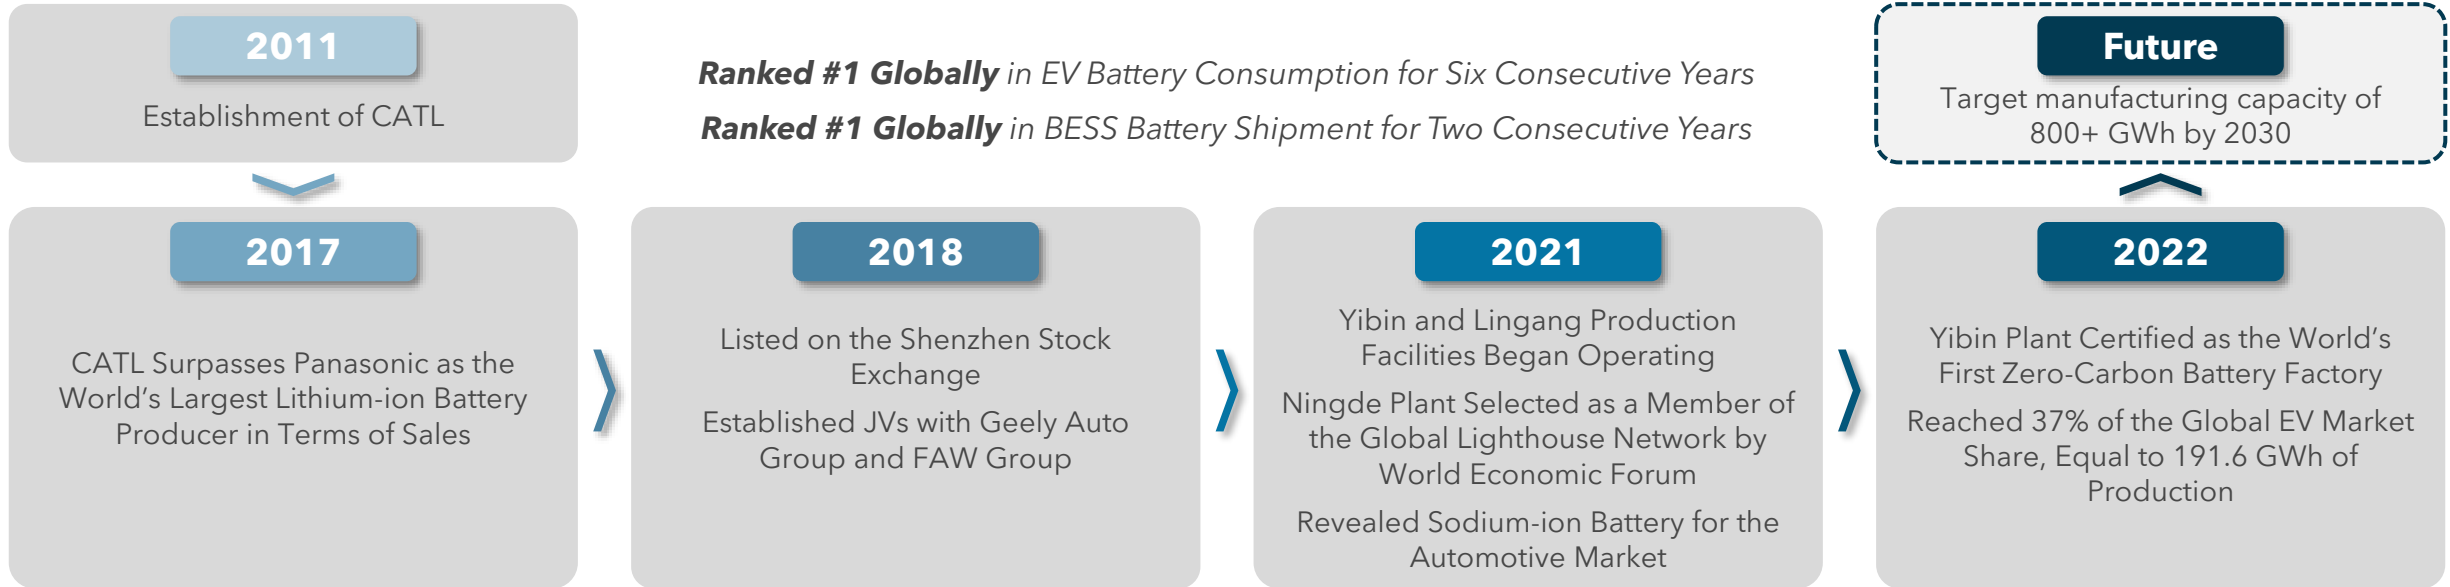 2011
Establishment of CATL
Ranked #1 Globally in EV Battery Consumption for Six Consecutive Years
Ranked #1 Globally in BESS Battery Shipment for Two Consecutive Years
Future
Target manufacturing capacity of
800+ GWh by 2030
2017
CATL Surpasses Panasonic as the
World’s Largest Lithium-ion Battery
Producer in Terms of Sales
2018
Listed on the Shenzhen Stock
Exchange
Established JVs with Geely Auto
Group and FAW Group
2021
Yibin and Lingang Production
Facilities Began Operating
Ningde Plant Selected as a Member of
the Global Lighthouse Network by
World Economic Forum
Revealed Sodium-ion Battery for the
Automotive Market
2022
Yibin Plant Certified as the World’s
First Zero-Carbon Battery Factory
Reached 37% of the Global EV Market
Share, Equal to 191.6 GWh of
Production